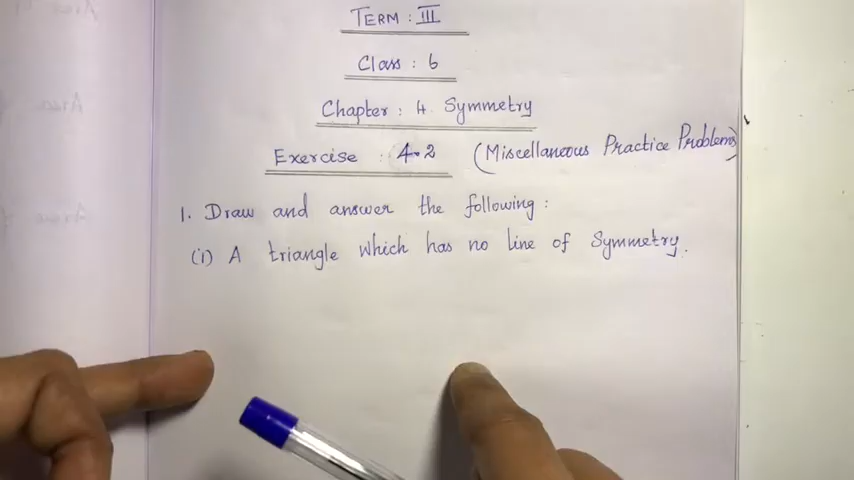 TERM : III
Class : 6
Chapter : 4 Symmetry
Exercise : 4.2 (Miscellaneous Practice Problems)
1. Draw and answer the following :
(i) A triangle which has no line of Symmetry.